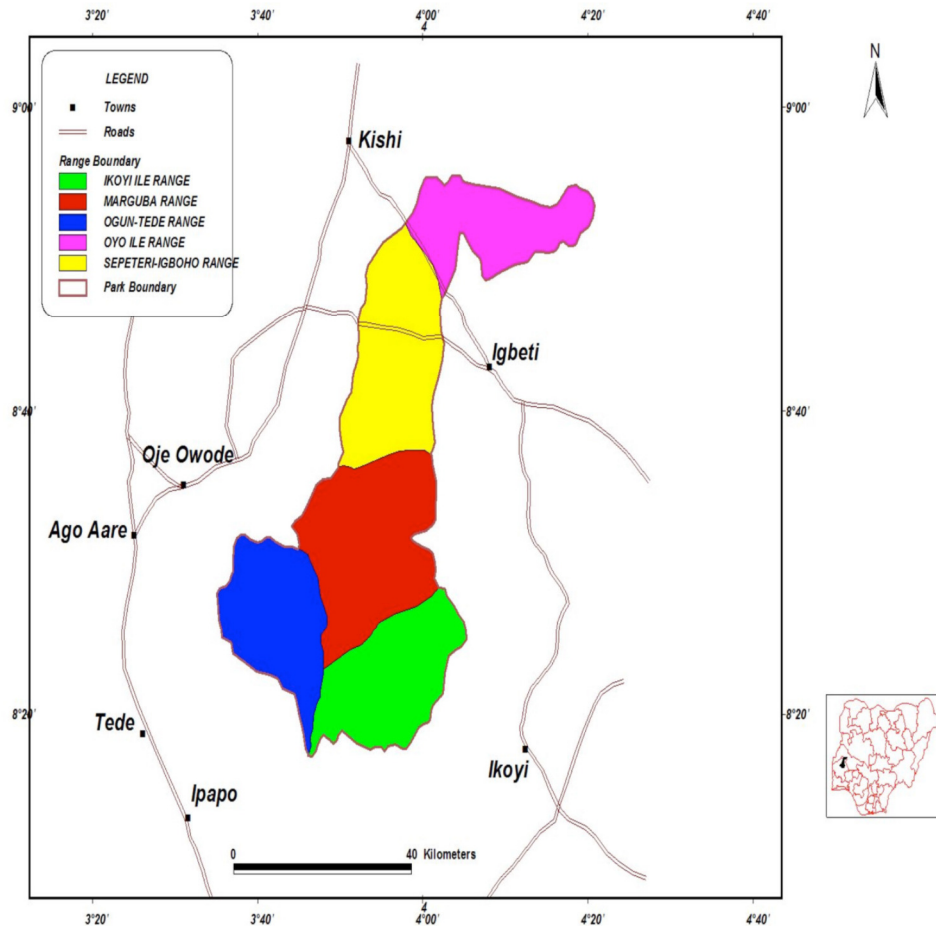 3°20'
3°40'
4°00'
4
4°20'
4°40'
N
9°00'
9°00'
LEGEND
Towns
Roads
Range Boundary
IKOYI ILE RANGE
MARGUBA RANGE
OGUN-TEDE RANGE
OYO ILE RANGE
SEPETERI-IGBOHO RANGE
Park Boundary
Kishi
Igbeti
8°40'
8°40'
Oje Owode
Ago Aare
8°20'
8°20'
Tede
Ikoyi
Ipapo
0
40 Kilometers
3°20'
3°40'
4°00'
4
4°20'
4°40'